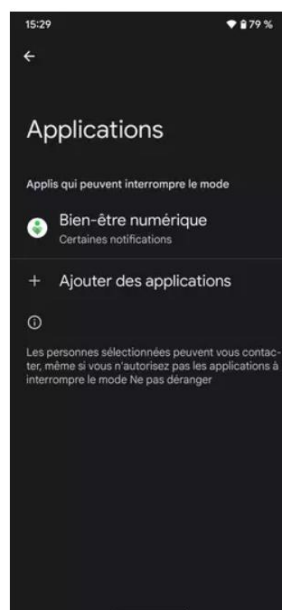 15:29
79 %
Applications
Applis qui peuvent interrompre le mode
Bien-être numérique
Certaines notifications
+ Ajouter des applications
Les personnes sélectionnées peuvent vous contac-
ter, même si vous n'autorisez pas les applications à
interrompre le mode Ne pas déranger